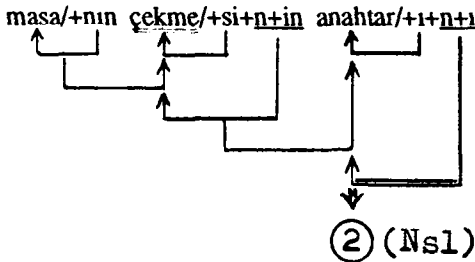 masa/+nın çekme/+si+n+in anahtar/+ı+n+ı
② (Nsl)